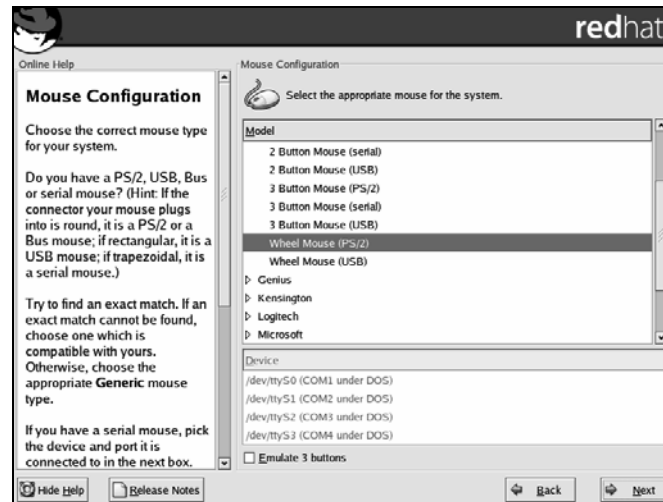 redhat
Online Help
Mouse Configuration
Choose the correct mouse type
for your system.
Do you have a PS/2, USB, Bus
or serial mouse? (Hint: If the
connector your mouse plugs
into is round, it is a PS/2 or a
Bus mouse; if rectangular, it is a
USB mouse; if trapezoidal, it is
a serial mouse.)
Try to find an exact match. If an
exact match cannot be found,
choose one which is
compatible with yours.
Otherwise, choose the
appropriate Generic mouse
type.
If you have a serial mouse, pick
the device and port it is
connected to in the next box.
Mouse Configuration
Select the appropriate mouse for the system.
Model
2 Button Mouse (serial)
2 Button Mouse (USB)
3 Button Mouse (PS/2)
3 Button Mouse (serial)
3 Button Mouse (USB)
Wheel Mouse (PS/2)
Wheel Mouse (USB)
Genius
Kensington
Logitech
Microsoft
Device
/dev/ttyS0 (COM1 under DOS)
/dev/ttyS1 (COM2 under DOS)
/dev/ttyS2 (COM3 under DOS)
/dev/ttyS3 (COM4 under DOS)
Emulate 3 buttons
Hide Help
Release Notes
Back
Next